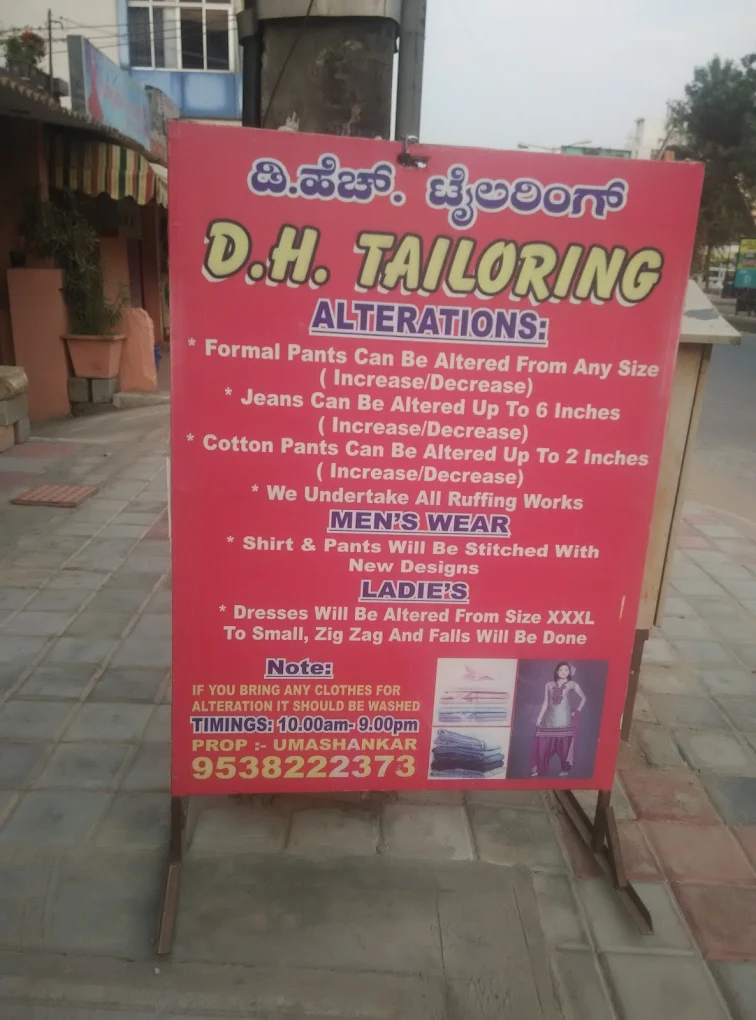 ಡಿ.ಹೆಚ್. ಟೈಲರಿಂಗ್
D.H. TAILORING
ALTERATIONS:
* Formal Pants Can Be Altered From Any Size
( Increase/Decrease)
* Jeans Can Be Altered Up To 6 Inches
( Increase/Decrease)
* Cotton Pants Can Be Altered Up To 2 Inches
( Increase/Decrease)
* We Undertake All Ruffing Works
MEN'S WEAR
* Shirt & Pants Will Be Stitched With
New Designs
LADIE'S
* Dresses Will Be Altered From Size XXXL
To Small, Zig Zag And Falls Will Be Done
Note:
IF YOU BRING ANY CLOTHES FOR
ALTERATION IT SHOULD BE WASHED
TIMINGS: 10.00am- 9.00pm
PROP :- UMASHANKAR
9538222373